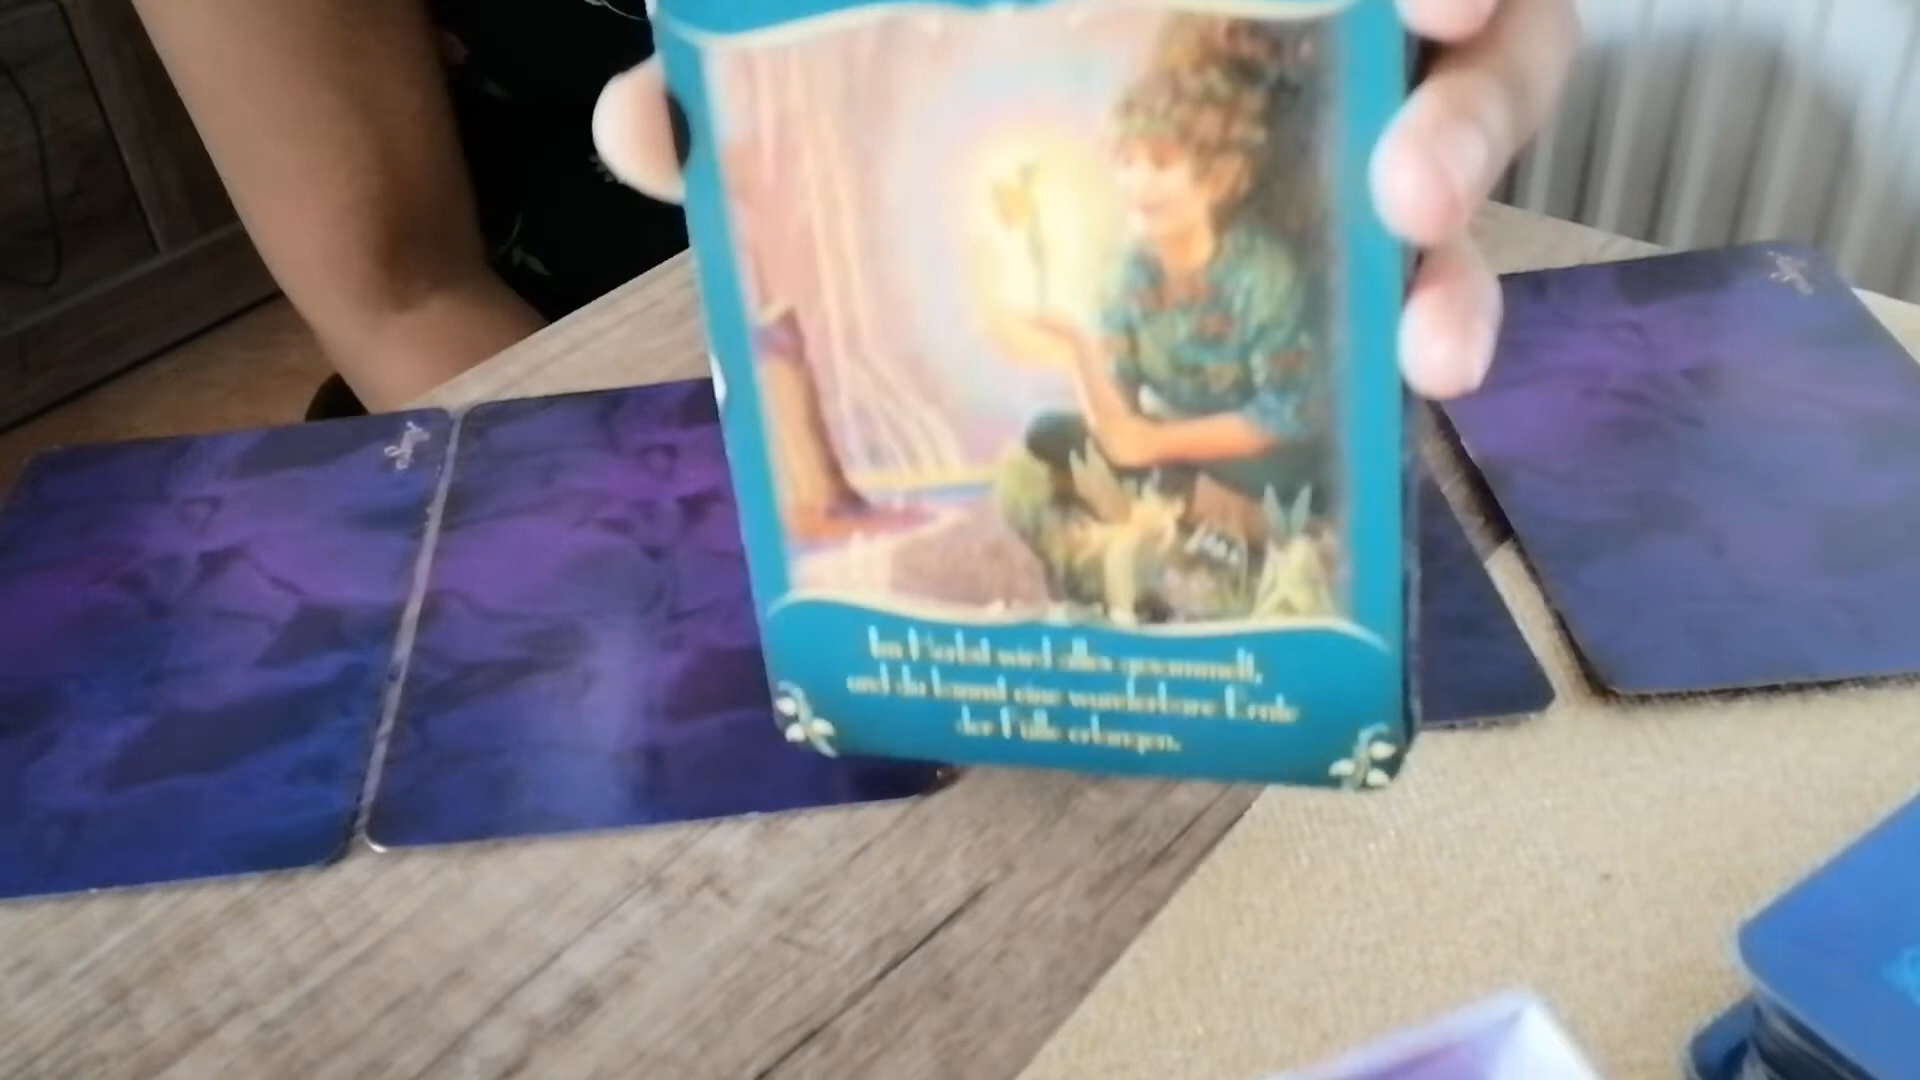 Im Herbst wird alles gesammelt,
und du kannst eine wunderbare Ernte
der Fülle erlangen.